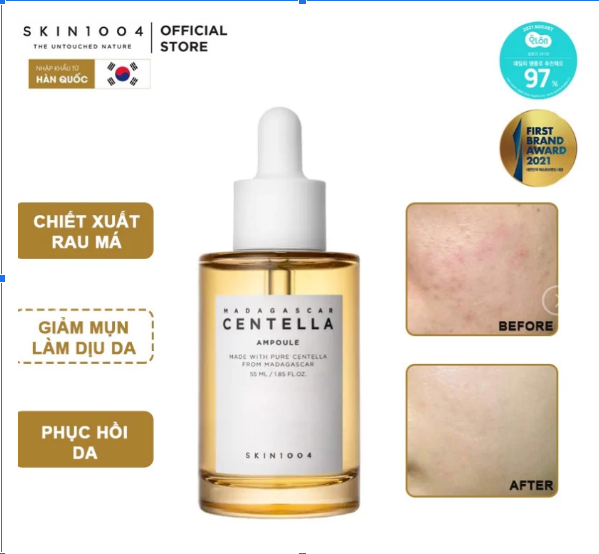 SKIN1004
THE UNTOUCHED NATURE
OFFICIAL
STORE
NHẬP KHẨU TỪ
HÀN QUỐC
2021 AUGUST
97%
FIRST
BRAND
AWARD
2021
CHIẾT XUẤT
RAU MÁ
GIẢM MỤN
LÀM DỊU DA
PHỤC HỒI
DA
MADAGASCAR
CENTELLA
AMPOULE
MADE WITH PURE CENTELLA
FROM MADAGASCAR
55 ML / 1.85 FL.OZ.
SKIN1004
BEFORE
AFTER